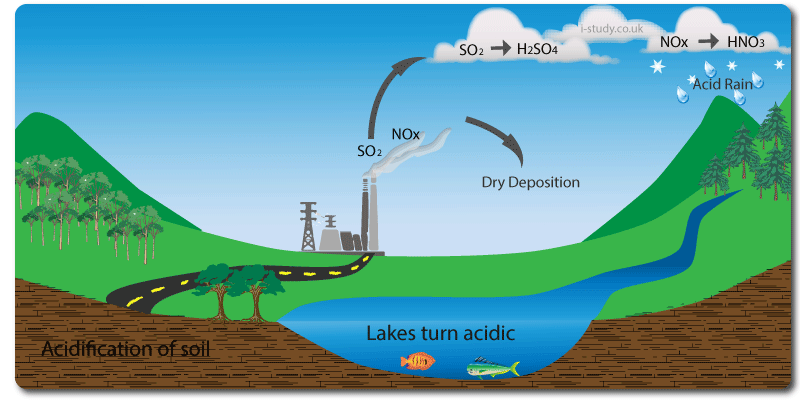 i-study.co.uk
SO₂ → H₂SO₄
NOx → HNO₃
Acid Rain
NOx
SO₂
Dry Deposition
Lakes turn acidic
Acidification of soil